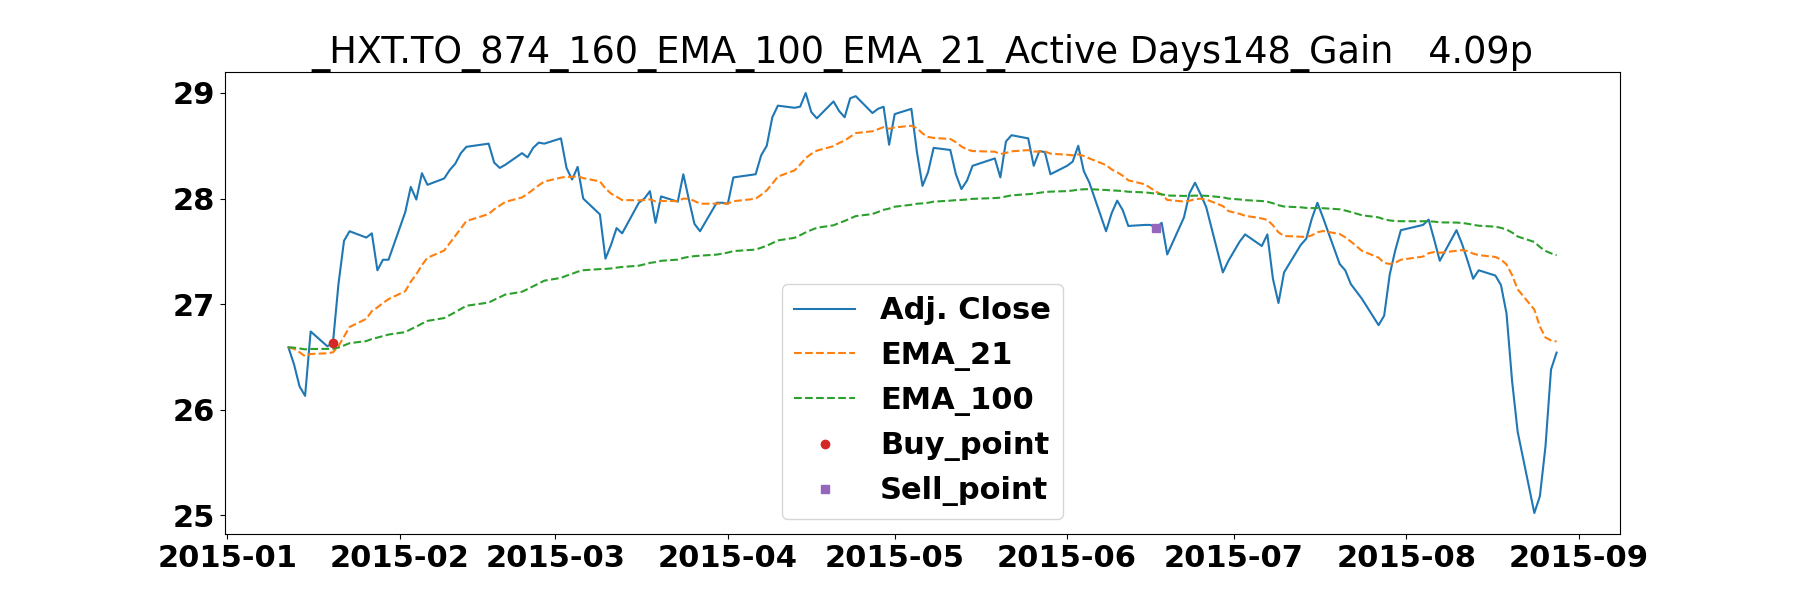 _HXT.TO_874_160_EMA_100_EMA_21_Active Days148_Gain   4.09p
29
28
27
26
25
Adj. Close
EMA_21
EMA_100
Buy_point
Sell_point
2015-01 2015-02 2015-03 2015-04 2015-05 2015-06 2015-07 2015-08 2015-09